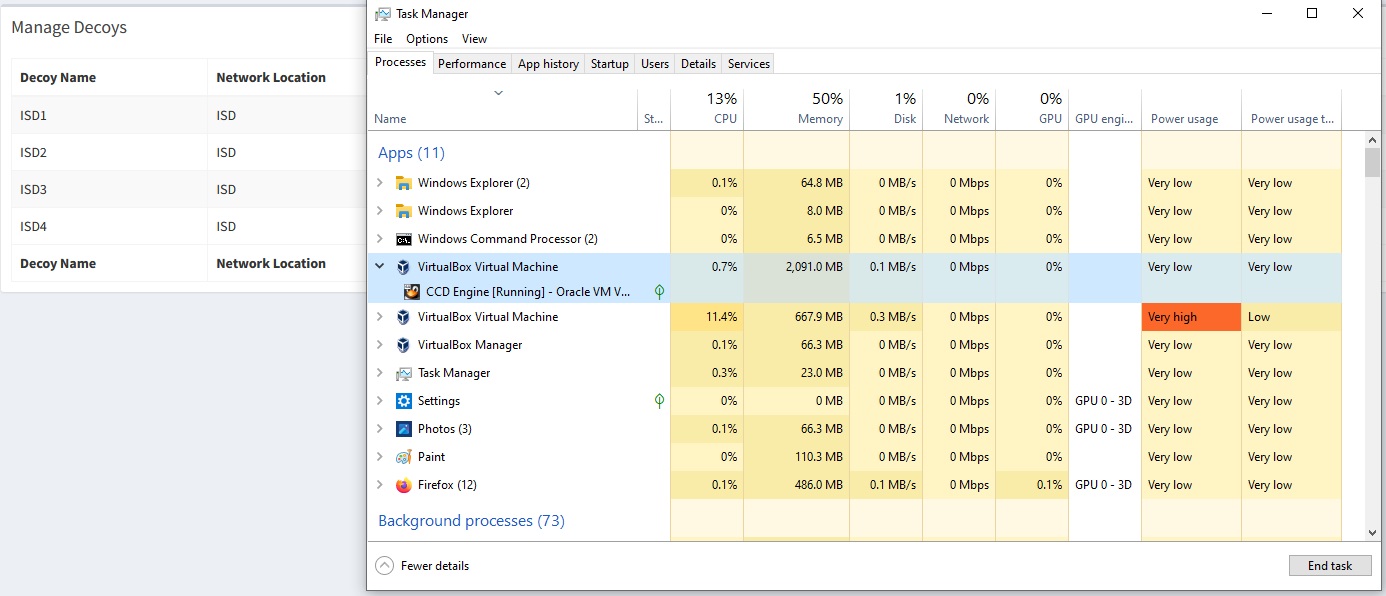 Manage Decoys
Decoy Name Network Location
ISD1 ISD
ISD2 ISD
ISD3 ISD
ISD4 ISD
Decoy Name Network Location
Task Manager
File Options View
Processes Performance App history Startup Users Details Services
13% 50% 1% 0% 0%
Name St... CPU Memory Disk Network GPU GPU engi... Power usage Power usage t...
Apps (11)
Windows Explorer (2) 0.1% 64.8 MB 0 MB/s 0 Mbps 0% Very low Very low
Windows Explorer 0% 8.0 MB 0 MB/s 0 Mbps 0% Very low Very low
C:\. Windows Command Processor (2) 0% 6.5 MB 0 MB/s 0 Mbps 0% Very low Very low
VirtualBox Virtual Machine 0.7% 2,091.0 MB 0.1 MB/s 0 Mbps 0% Very low Very low
CCD Engine [Running] - Oracle VM V...
VirtualBox Virtual Machine 11.4% 667.9 MB 0.3 MB/s 0 Mbps 0% Very high Low
VirtualBox Manager 0.1% 66.3 MB 0 MB/s 0 Mbps 0% Very low Very low
Task Manager 0.3% 23.0 MB 0 MB/s 0 Mbps 0% Very low Very low
Settings 0% 0 MB 0 MB/s 0 Mbps 0% GPU 0 - 3D Very low Very low
Photos (3) 0.1% 66.3 MB 0 MB/s 0 Mbps 0% GPU 0 - 3D Very low Very low
Paint 0% 110.3 MB 0 MB/s 0 Mbps 0% Very low Very low
Firefox (12) 0.1% 486.0 MB 0.1 MB/s 0 Mbps 0.1% GPU 0 - 3D Very low Very low
Background processes (73)
Fewer details End task